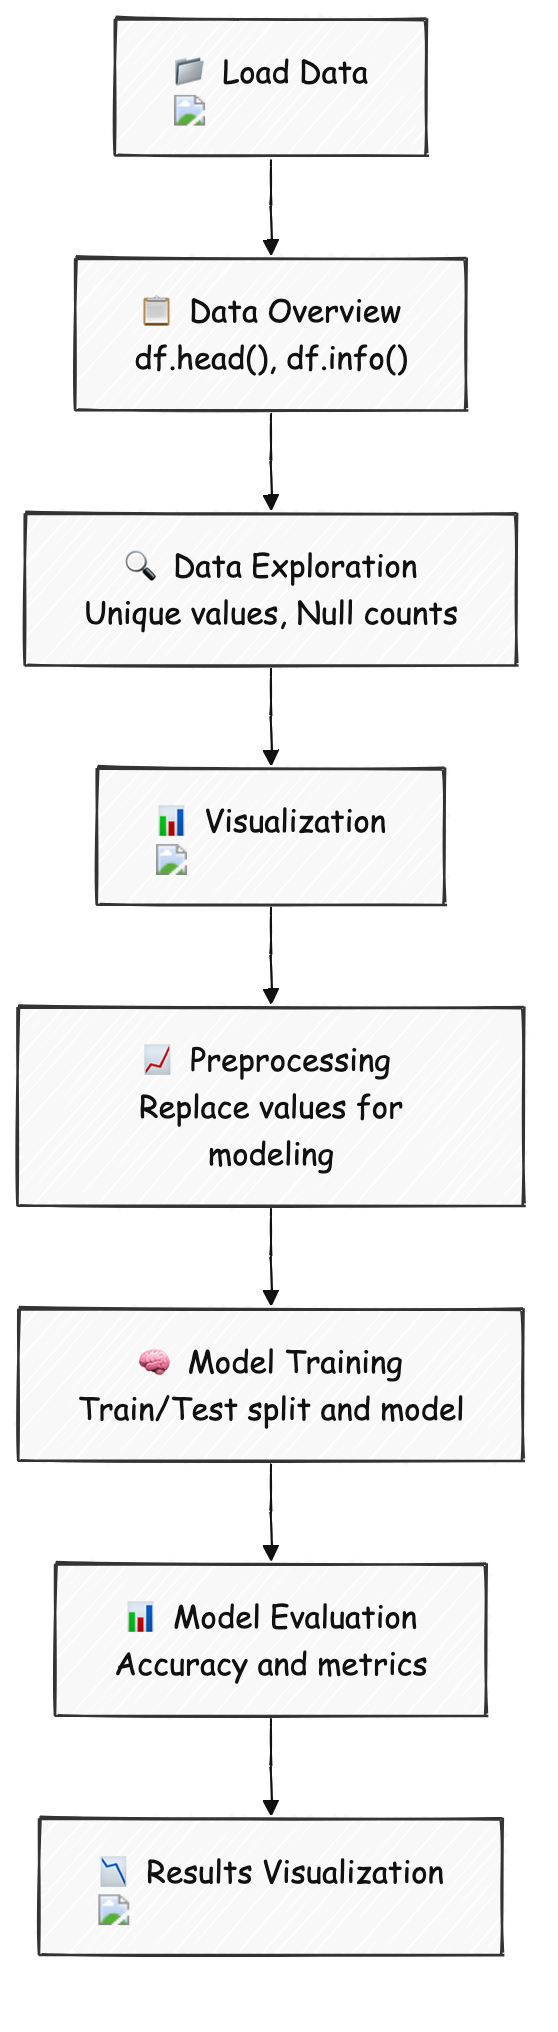 Load Data
Data Overview
df.head(), df.info()
Data Exploration
Unique values, Null counts
Visualization
Preprocessing
Replace values for
modeling
Model Training
Train/Test split and model
Model Evaluation
Accuracy and metrics
Results Visualization